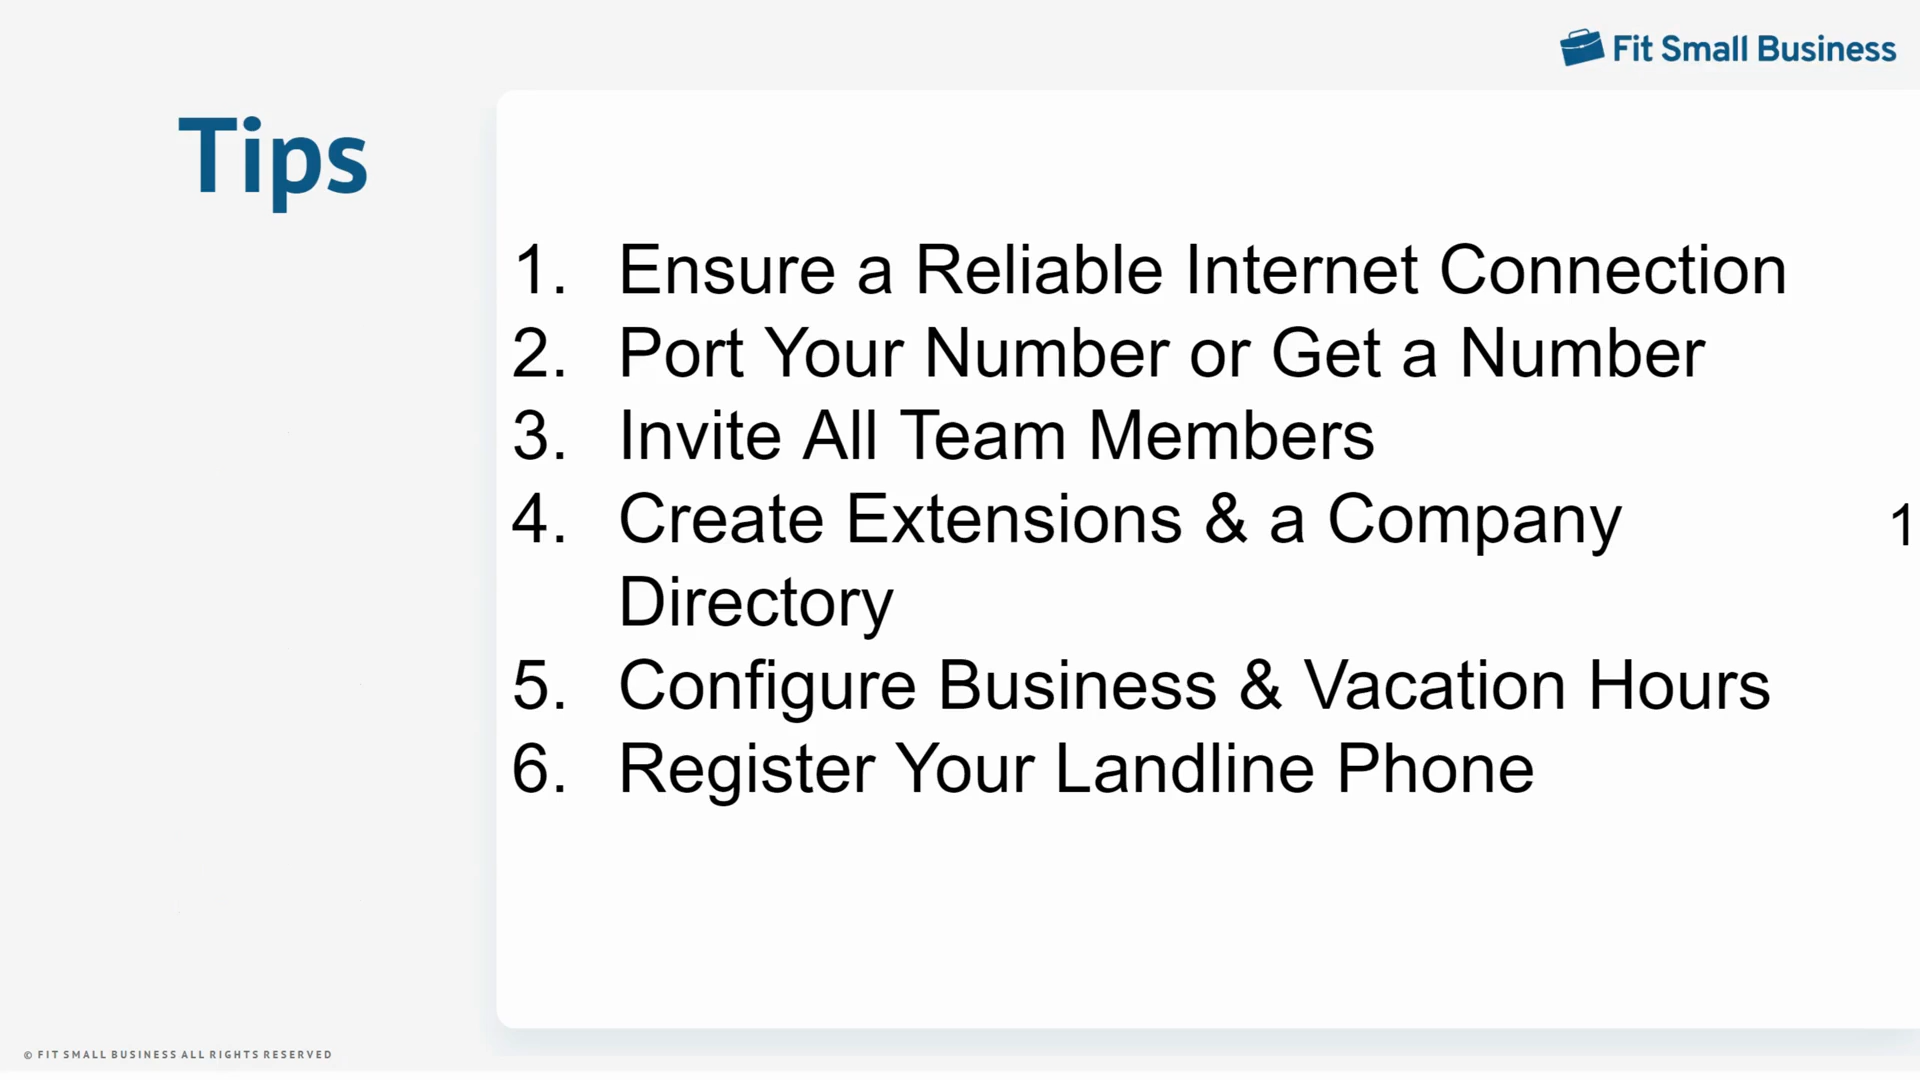 Fit Small Business
Tips
1. Ensure a Reliable Internet Connection
2. Port Your Number or Get a Number
3. Invite All Team Members
4. Create Extensions & a Company
Directory
5. Configure Business & Vacation Hours
6. Register Your Landline Phone
1
© FIT SMALL BUSINESS ALL RIGHTS RESERVED